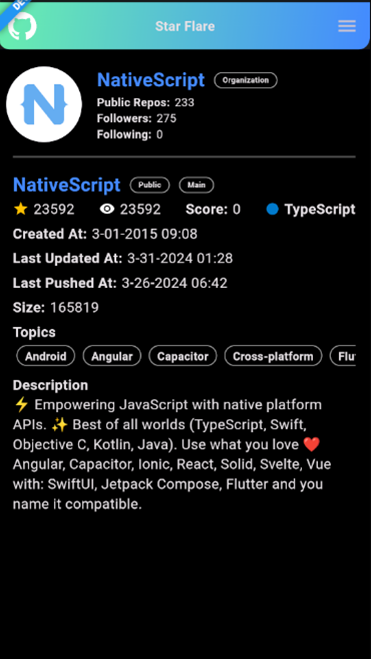 Star Flare
NativeScript Organization
Public Repos: 233
Followers: 275
Following: 0
NativeScript Public Main
23592 23592 Score: 0 TypeScript
Created At: 3-01-2015 09:08
Last Updated At: 3-31-2024 01:28
Last Pushed At: 3-26-2024 06:42
Size: 165819
Topics
Android Angular Capacitor Cross-platform Flu
Description
⚡ Empowering JavaScript with native platform
APIs. ✨ Best of all worlds (TypeScript, Swift,
Objective C, Kotlin, Java). Use what you love ❤️
Angular, Capacitor, Ionic, React, Solid, Svelte, Vue
with: SwiftUI, Jetpack Compose, Flutter and you
name it compatible.